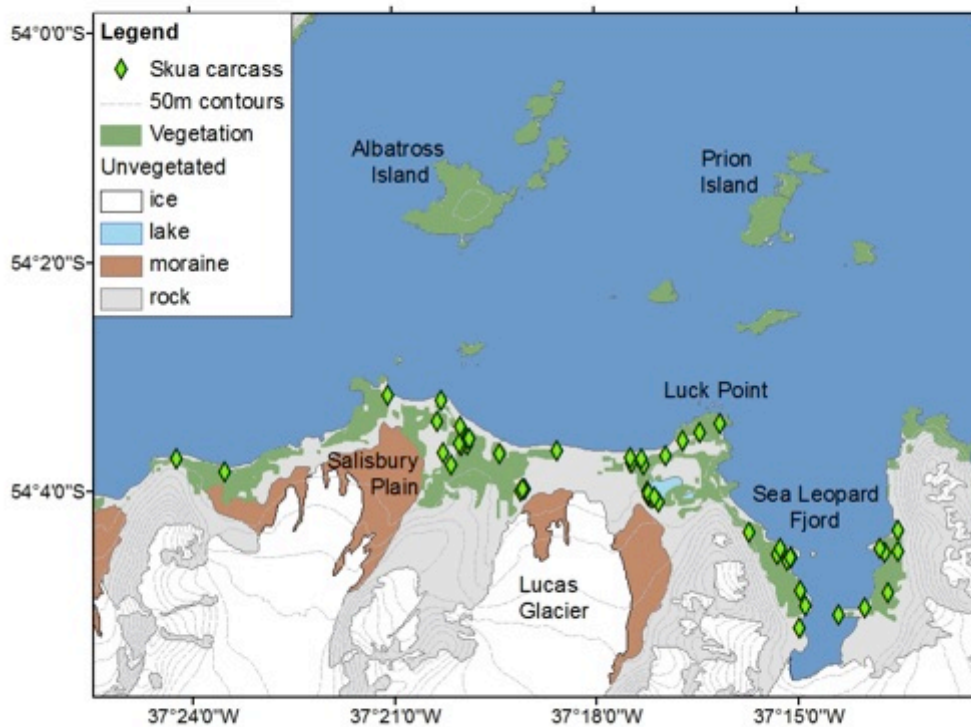 54°0'0"S
Legend
Skua carcass
50m contours
Vegetation
Unvegetated
ice
lake
moraine
rock
Albatross
Island
Prion
Island
54°2'0"S
Luck Point
Salisbury
Plain
54°4'0"S
Sea Leopard
Fjord
Lucas
Glacier
37°24'0"W
37°21'0"W
37°18'0"W
37°15'0"W